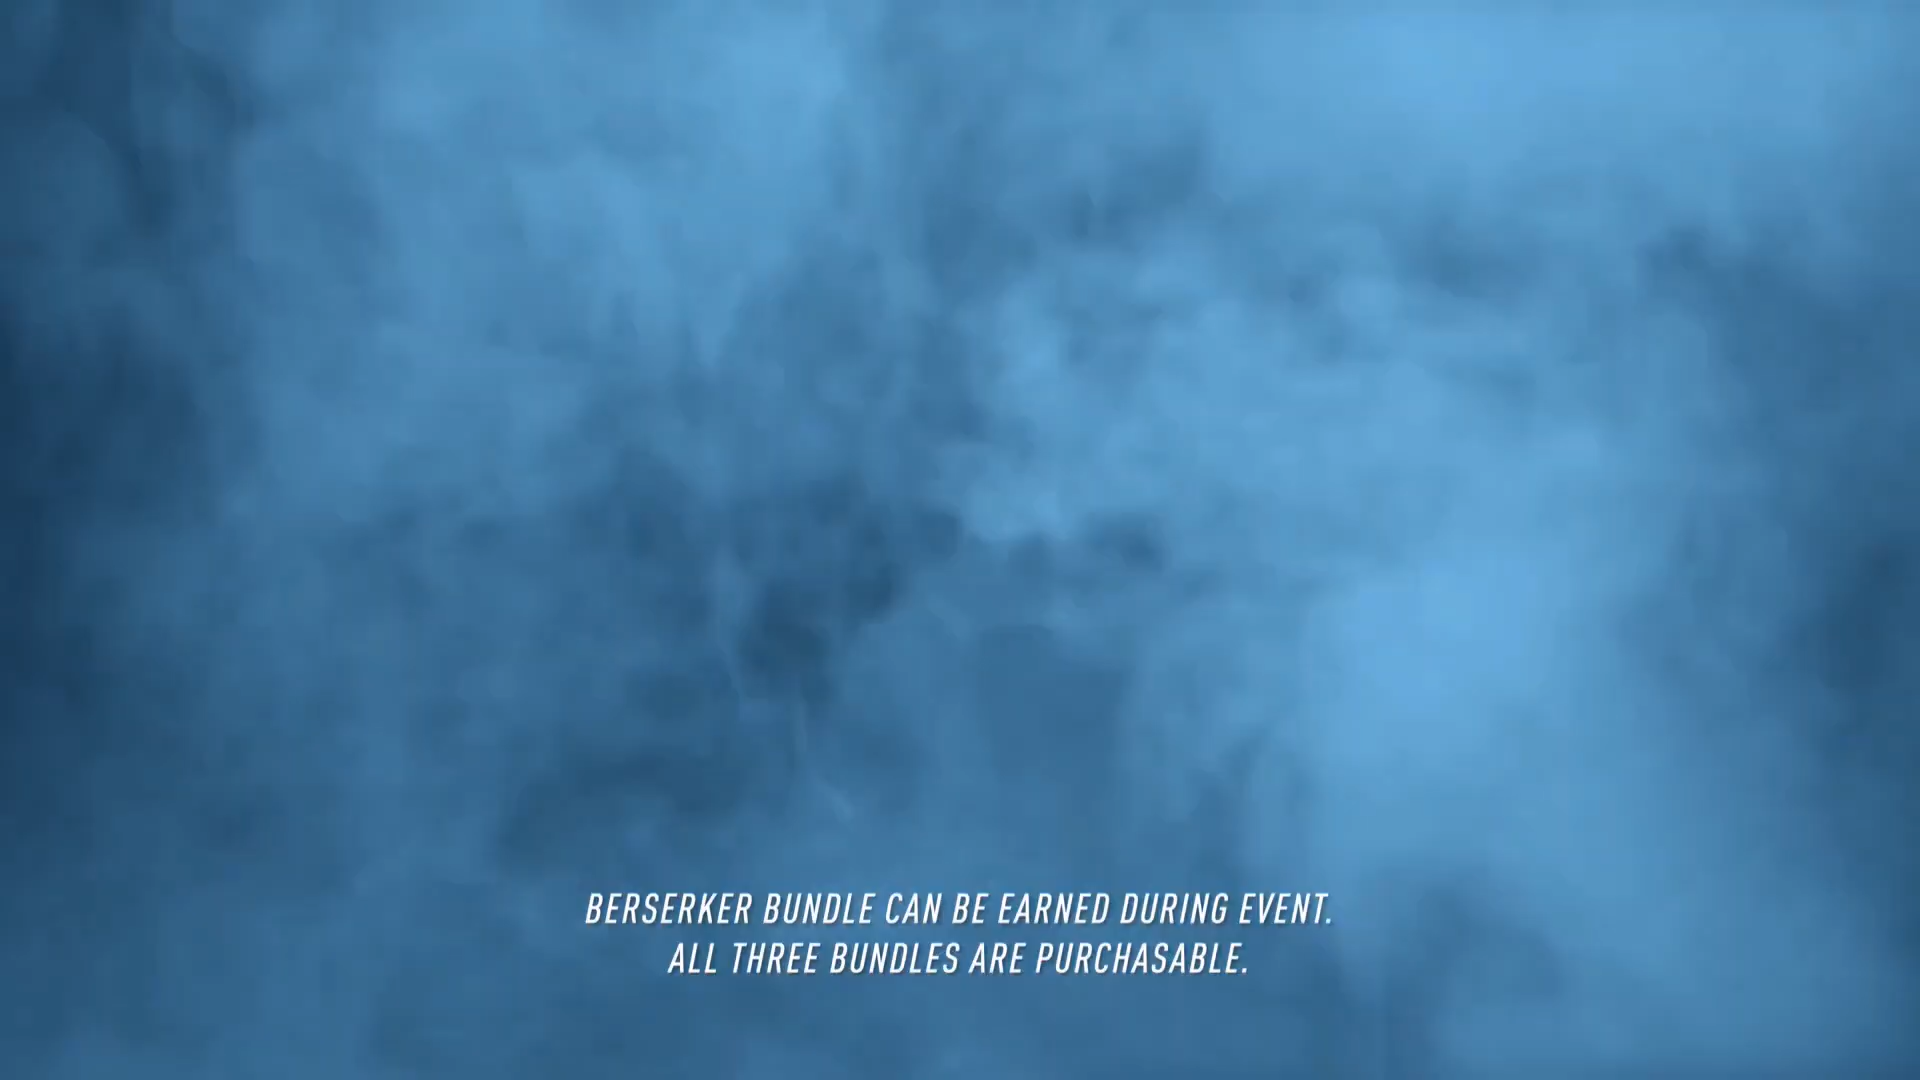 BERSERKER BUNDLE CAN BE EARNED DURING EVENT.
ALL THREE BUNDLES ARE PURCHASABLE.